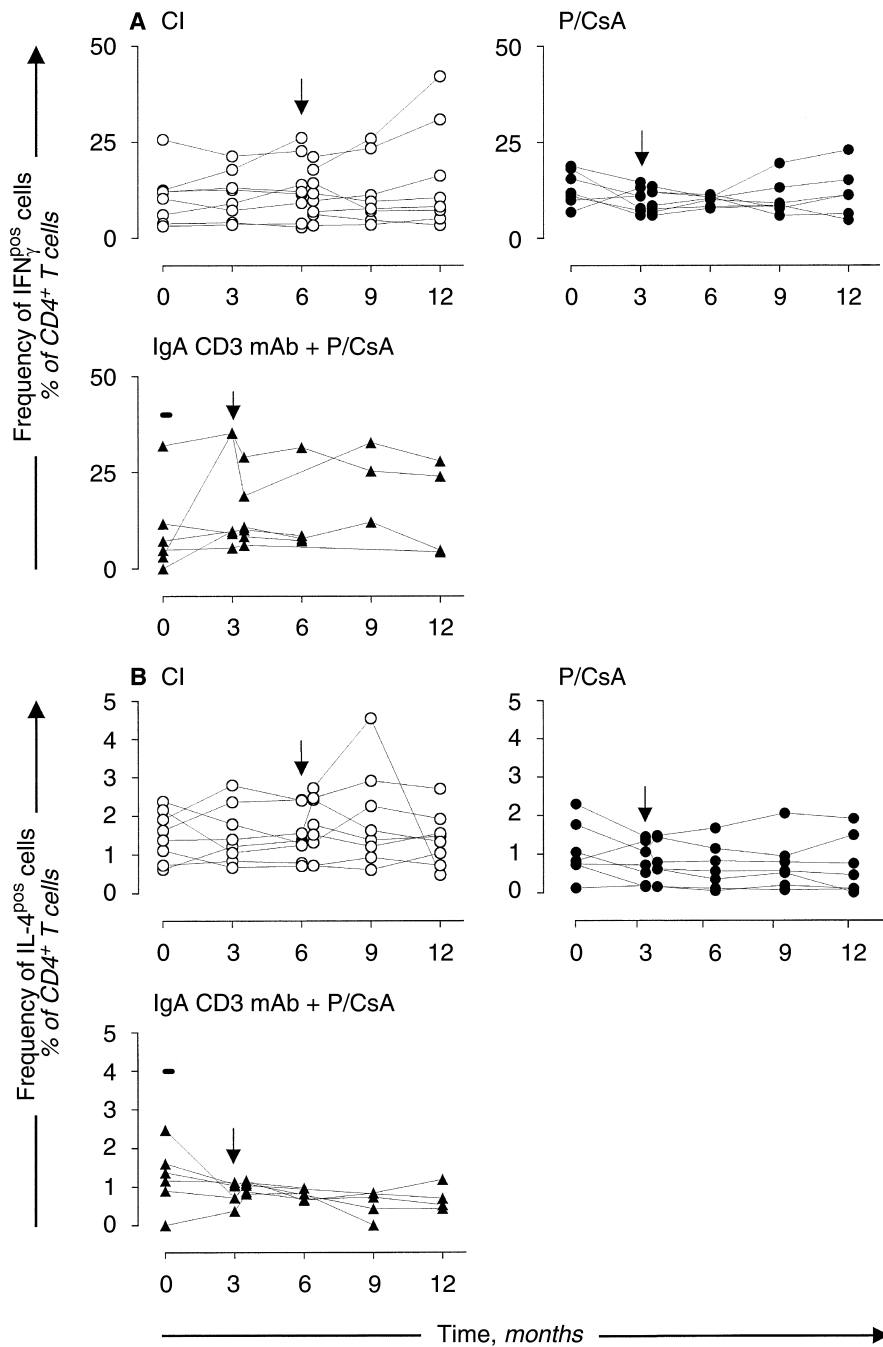 A CI
P/CsA
Frequency of IFNγpos cells
% of CD4+ T cells
50
25
0
0 3 6 9 12
50
25
0
0 3 6 9 12
IgA CD3 mAb + P/CsA
50
25
0
0 3 6 9 12
B CI
P/CsA
Frequency of IL-4pos cells
% of CD4+ T cells
5
4
3
2
1
0
0 3 6 9 12
5
4
3
2
1
0
0 3 6 9 12
IgA CD3 mAb + P/CsA
5
4
3
2
1
0
0 3 6 9 12
Time, months